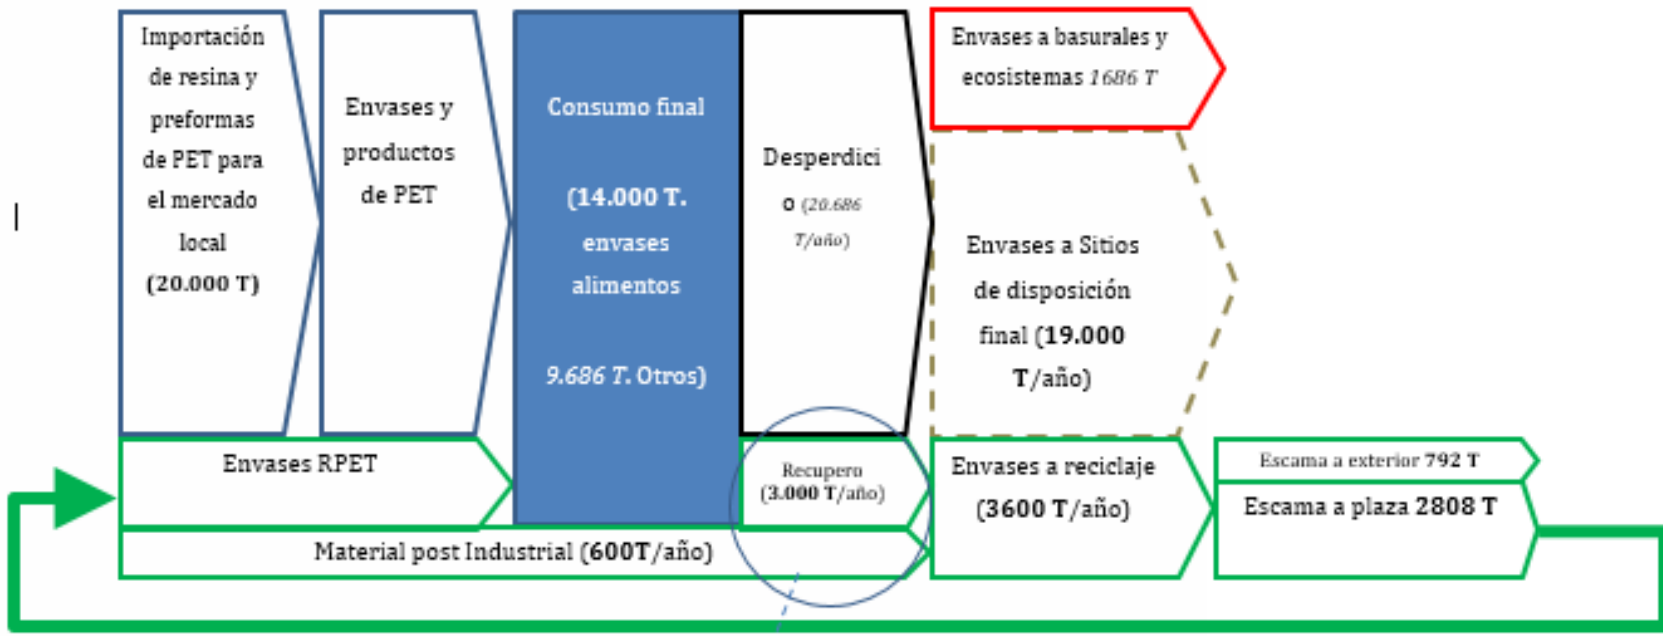 Importación
de resina y
preformas
de PET para
el mercado
local
(20.000 T)
Envases y
productos
de PET
Consumo final
(14.000 T.
envases
alimentos
9.686 T. Otros)
Desperdici
o (20.686
T/año)
Envases a basurales y
ecosistemas 1686 T
Envases a Sitios
de disposición
final (19.000
T/año)
Envases RPET
Recupero
(3.000 T/año)
Envases a reciclaje
(3600 T/año)
Escama a exterior 792 T
Escama a plaza 2808 T
Material post Industrial (600T/año)